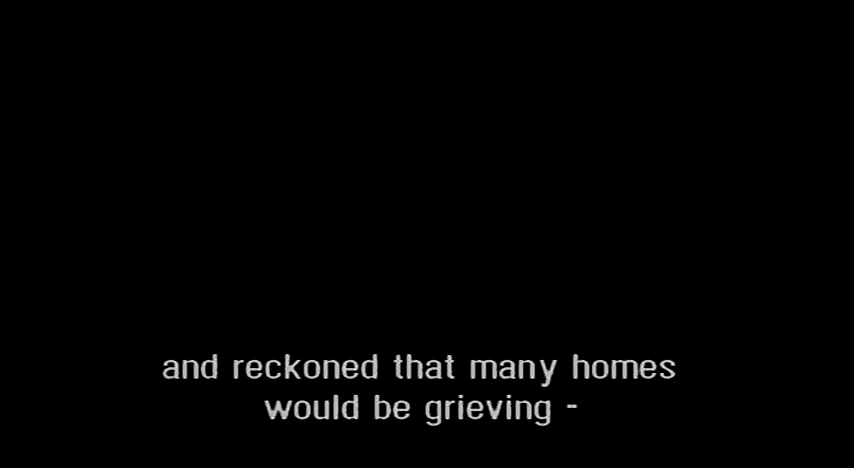 and reckoned that many homes
would be grieving -